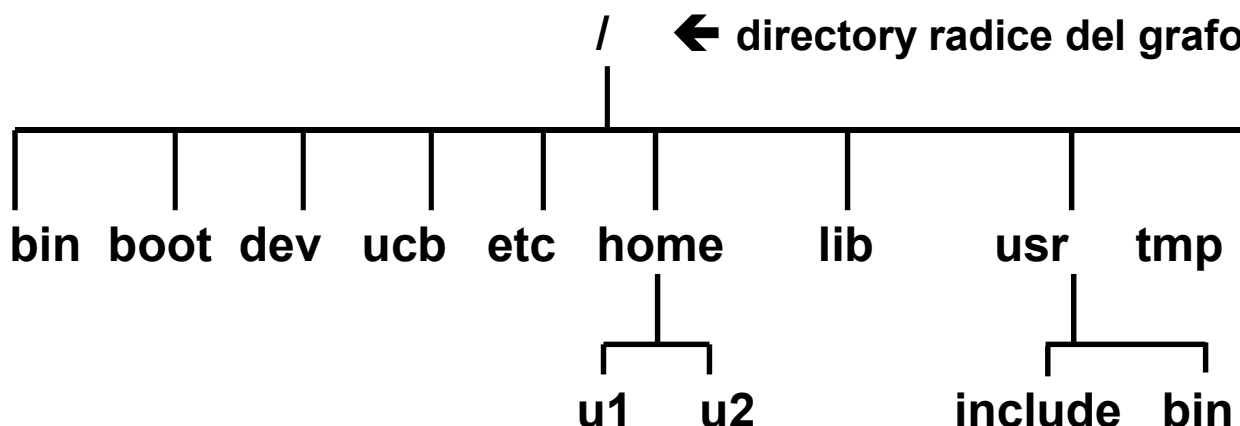 / 🡸 directory radice del grafo
bin boot dev ucb etc home lib usr tmp
u1 u2 include bin